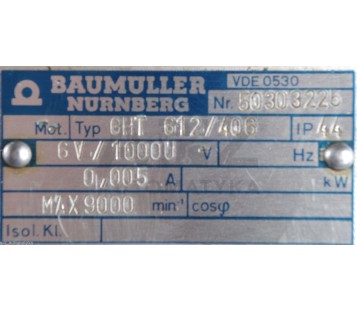 BAUMULLER
NURNBERG
VDE 0530
Nr. 50303226
Mot. Typ GHT G12/406 IP 44
6V/1000U V Hz
0,005 A kW
MAX 9000 min⁻¹ cosφ
Isol. Kl.